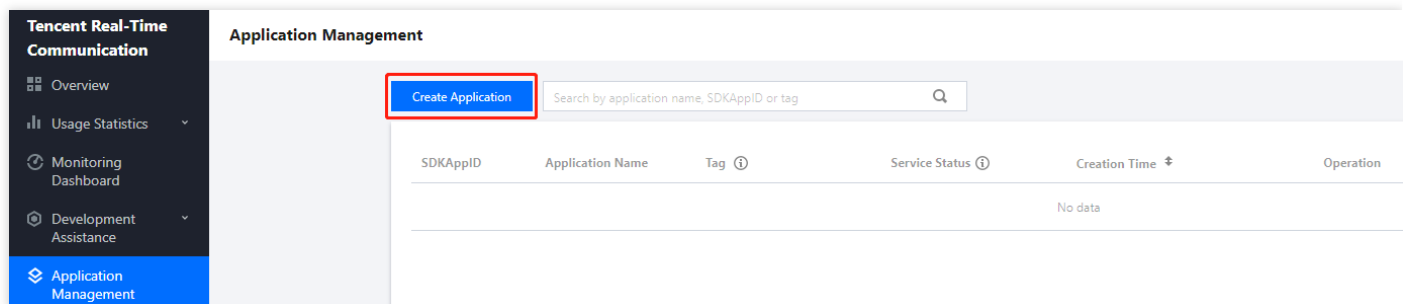 Tencent Real-Time
Communication
Application Management
Overview
Create Application
Search by application name, SDKAppID or tag
Usage Statistics
Monitoring
Dashboard
SDKAppID Application Name Tag Service Status Creation Time Operation
No data
Development
Assistance
Application
Management